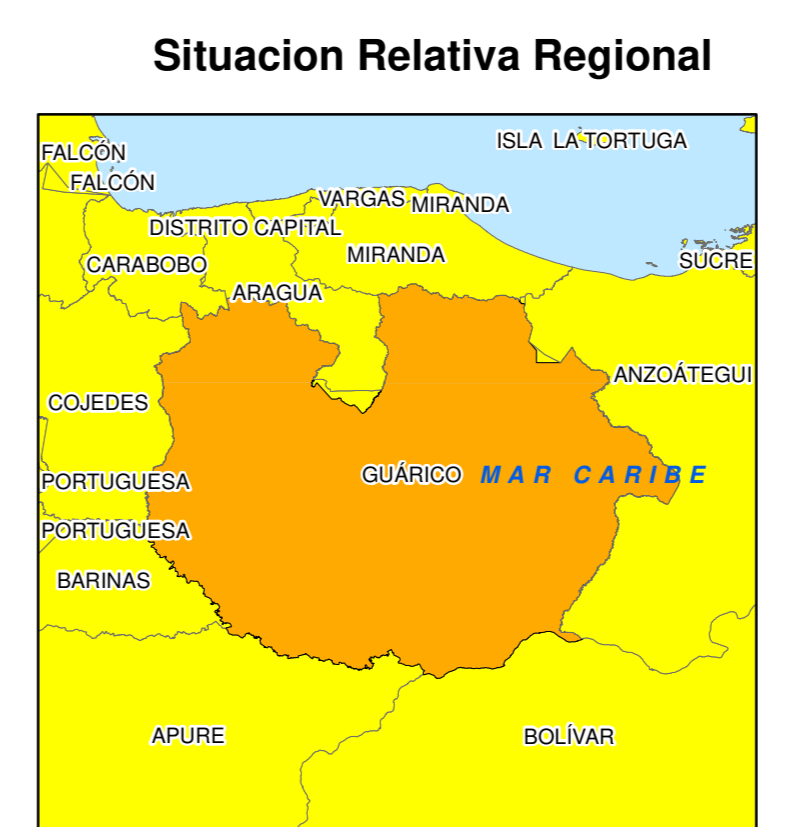 Situacion Relativa Regional
ISLA LA TORTUGA
FALCÓN
FALCÓN
VARGAS
MIRANDA
DISTRITO CAPITAL
MIRANDA
SUCRE
CARABOBO
ARAGUA
ANZOÁTEGUI
COJEDES
GUÁRICO
MAR CARIBE
PORTUGUESA
PORTUGUESA
BARINAS
APURE
BOLÍVAR